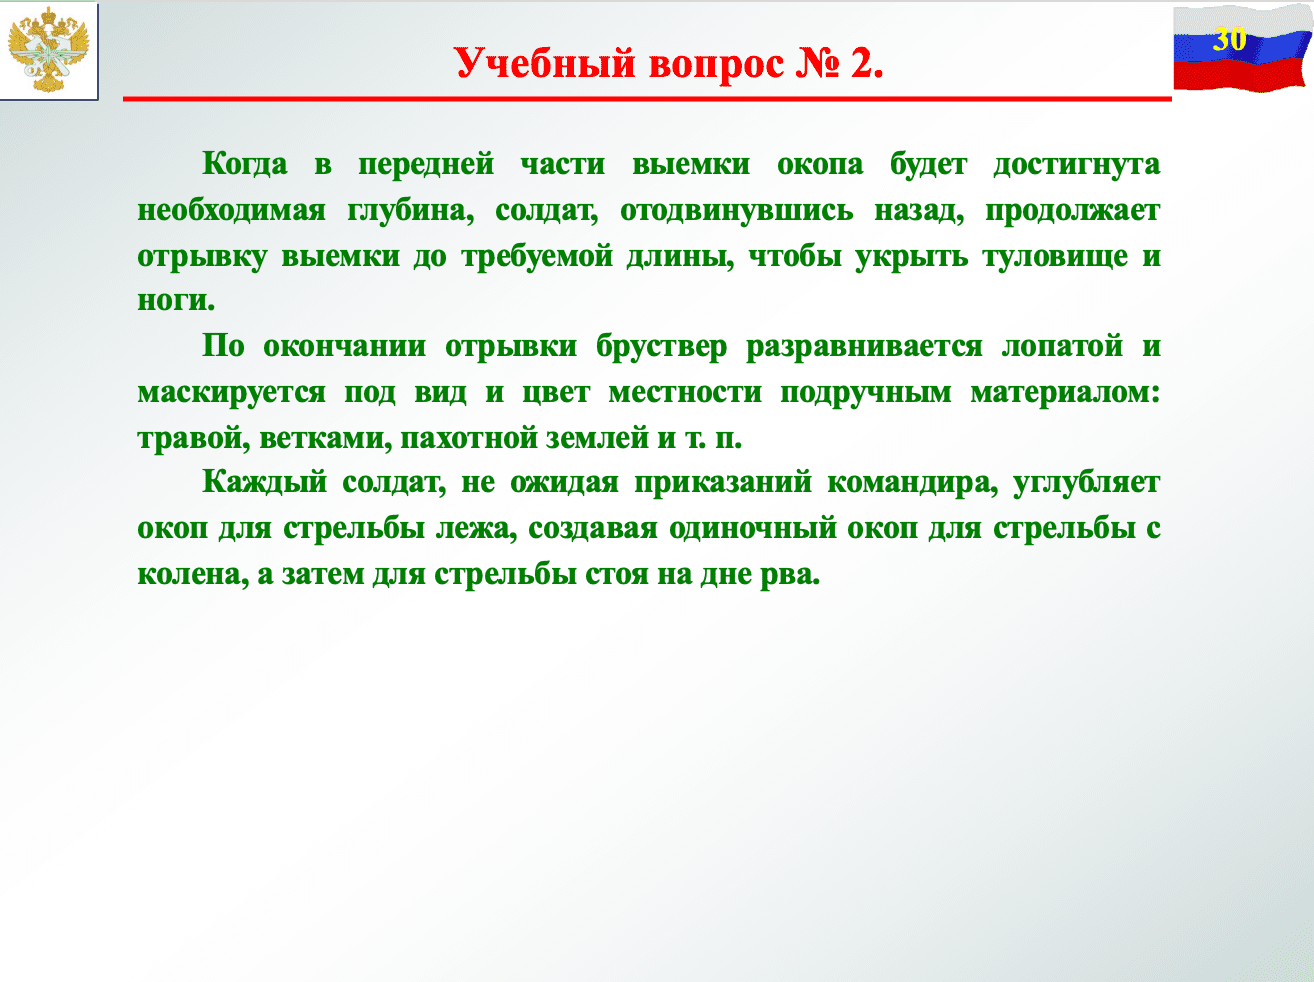 30
Учебный вопрос № 2.
Когда в передней части выемки окопа будет достигнута
необходимая глубина, солдат, отодвинувшись назад, продолжает
отрывку выемки до требуемой длины, чтобы укрыть туловище и
ноги.
По окончании отрывки бруствер разравнивается лопатой и
маскируется под вид и цвет местности подручным материалом:
травой, ветками, пахотной землей и т. п.
Каждый солдат, не ожидая приказаний командира, углубляет
окоп для стрельбы лежа, создавая одиночный окоп для стрельбы с
колена, а затем для стрельбы стоя на дне рва.